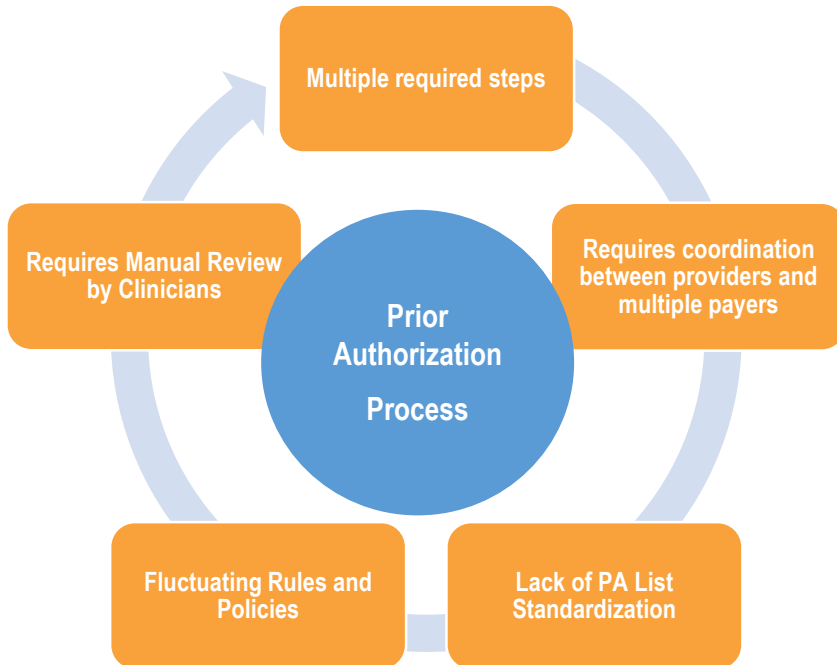 Multiple required steps
Requires coordination
between providers and
multiple payers
Lack of PA List
Standardization
Fluctuating Rules and
Policies
Requires Manual Review
by Clinicians
Prior
Authorization
Process